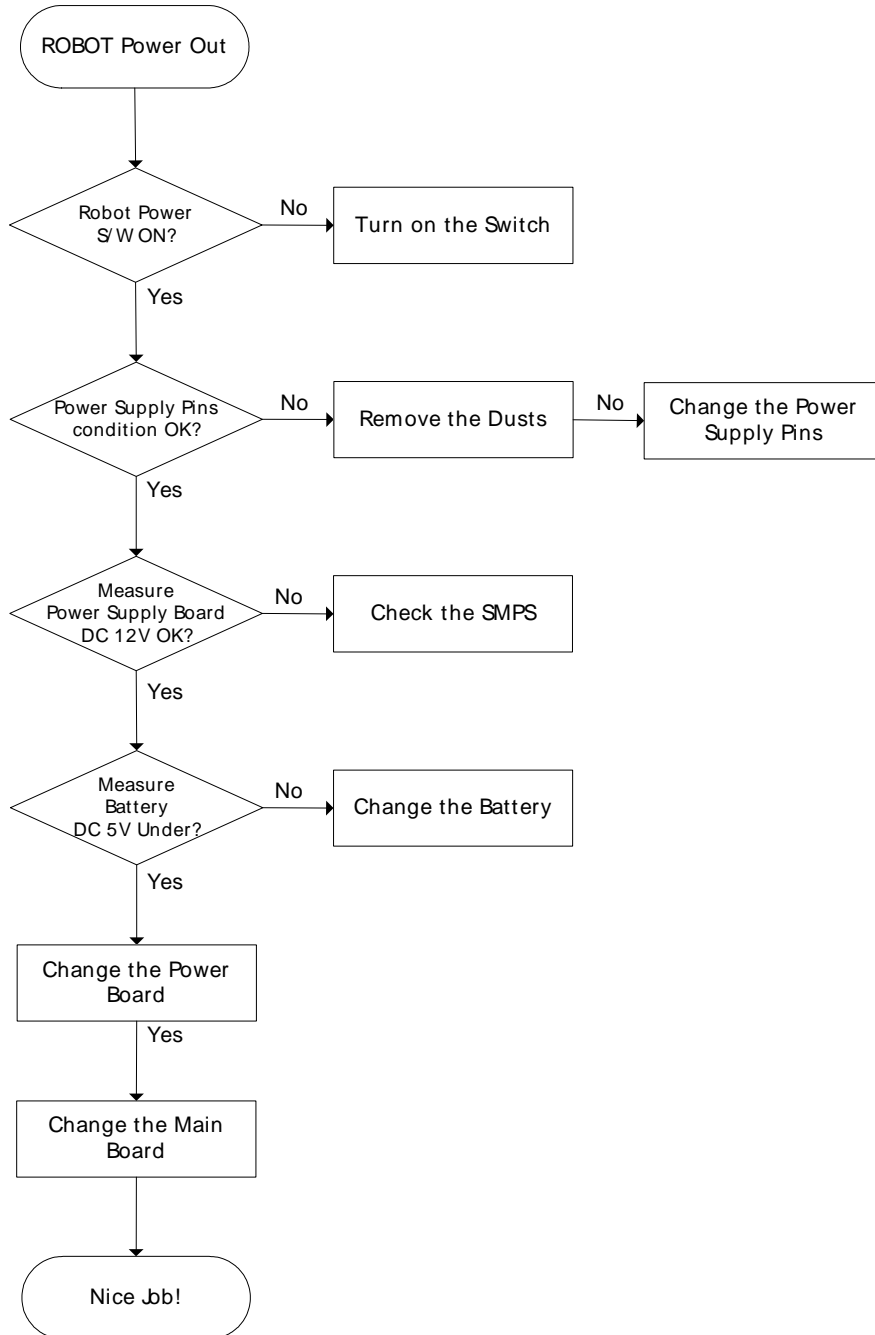 ROBOT Power Out
Robot Power
S/W ON?
No
Turn on the Switch
Yes
Power Supply Pins
condition OK?
No
Remove the Dusts
No
Change the Power
Supply Pins
Yes
Measure
Power Supply Board
DC 12V OK?
No
Check the SMPS
Yes
Measure
Battery
DC 5V Under?
No
Change the Battery
Yes
Change the Power
Board
Yes
Change the Main
Board
Nice Job!